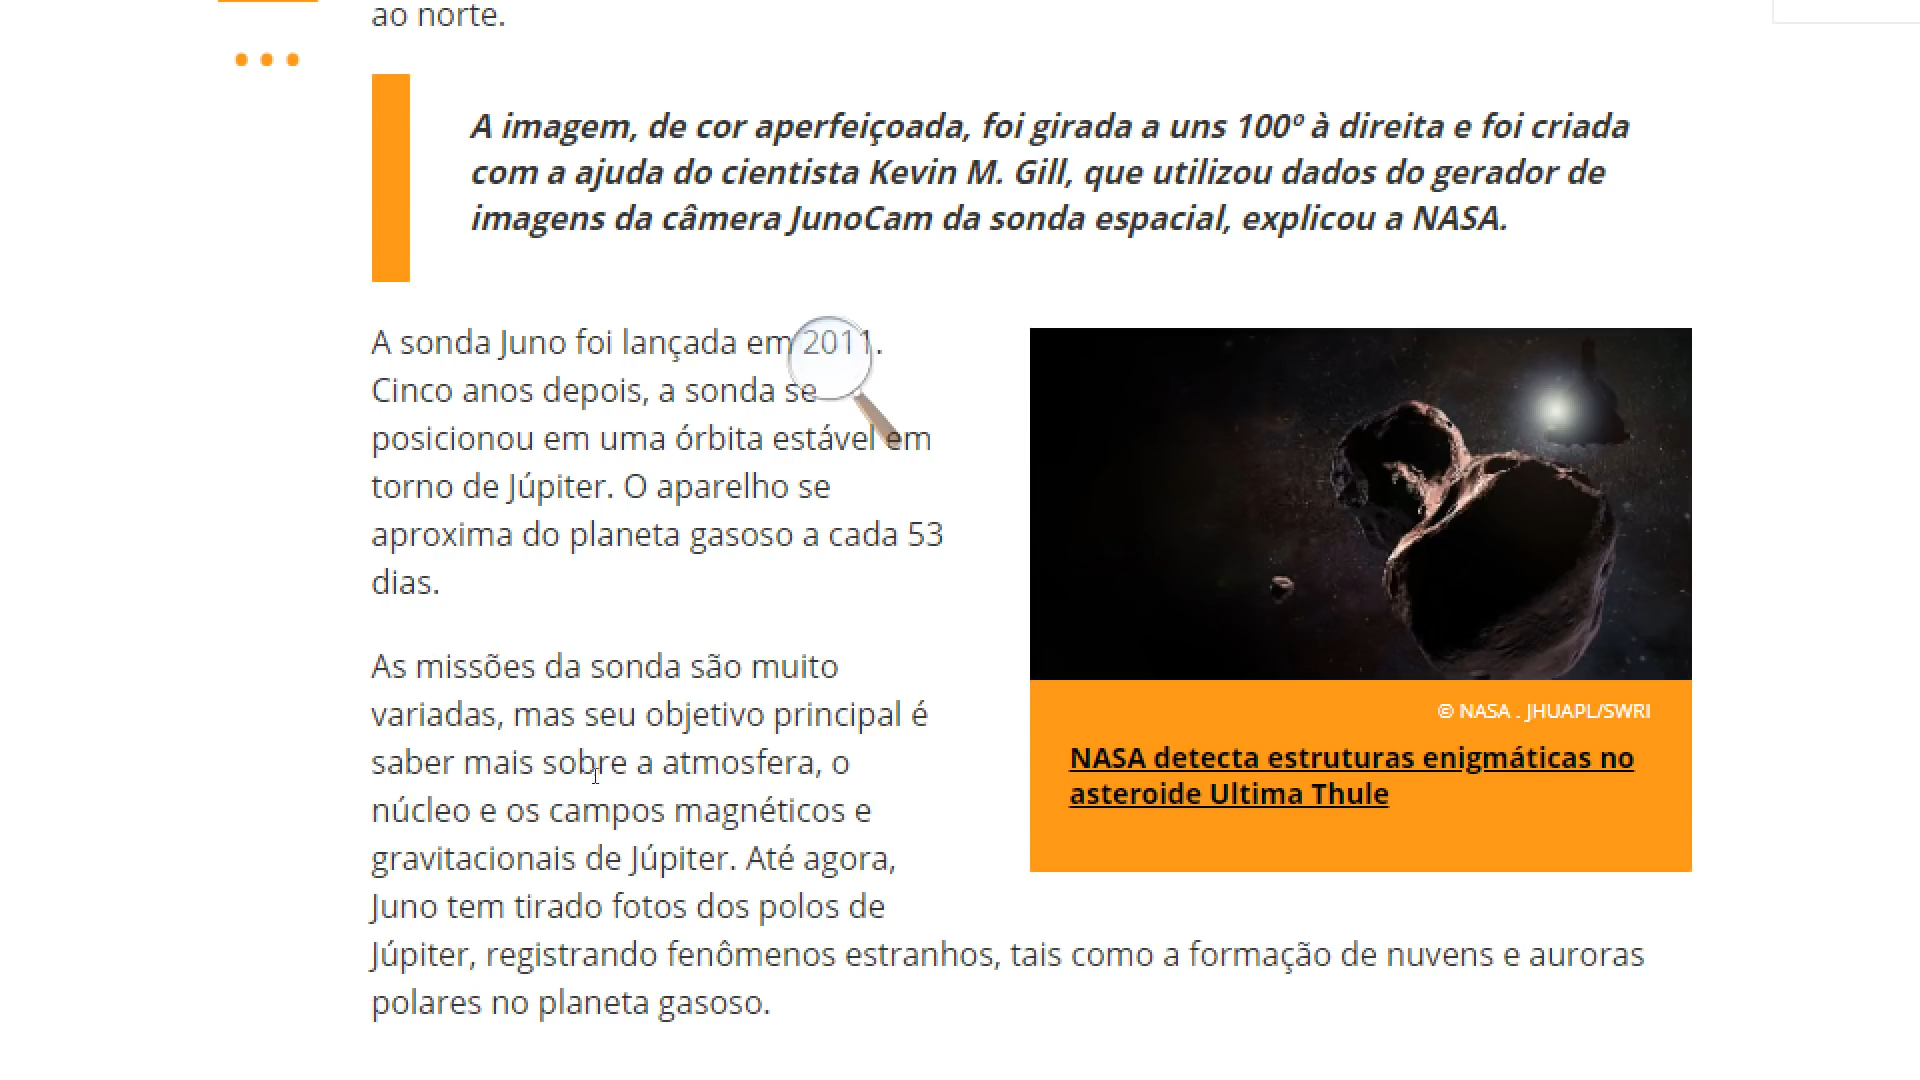 ao norte.
A imagem, de cor aperfeiçoada, foi girada a uns 100º à direita e foi criada
com a ajuda do cientista Kevin M. Gill, que utilizou dados do gerador de
imagens da câmera JunoCam da sonda espacial, explicou a NASA.
A sonda Juno foi lançada em 2011.
Cinco anos depois, a sonda se
posicionou em uma órbita estável em
torno de Júpiter. O aparelho se
aproxima do planeta gasoso a cada 53
dias.
As missões da sonda são muito
variadas, mas seu objetivo principal é
saber mais sobre a atmosfera, o
núcleo e os campos magnéticos e
gravitacionais de Júpiter. Até agora,
Juno tem tirado fotos dos polos de
Júpiter, registrando fenômenos estranhos, tais como a formação de nuvens e auroras
polares no planeta gasoso.
© NASA . JHUAPL/SWRI
NASA detecta estruturas enigmáticas no
asteroide Ultima Thule